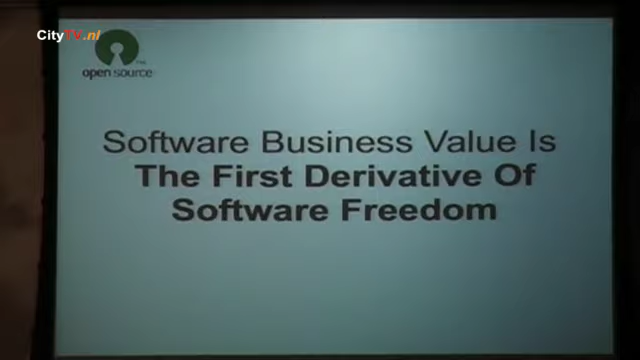 CityTV.nl
open source
Software Business Value Is
The First Derivative Of
Software Freedom